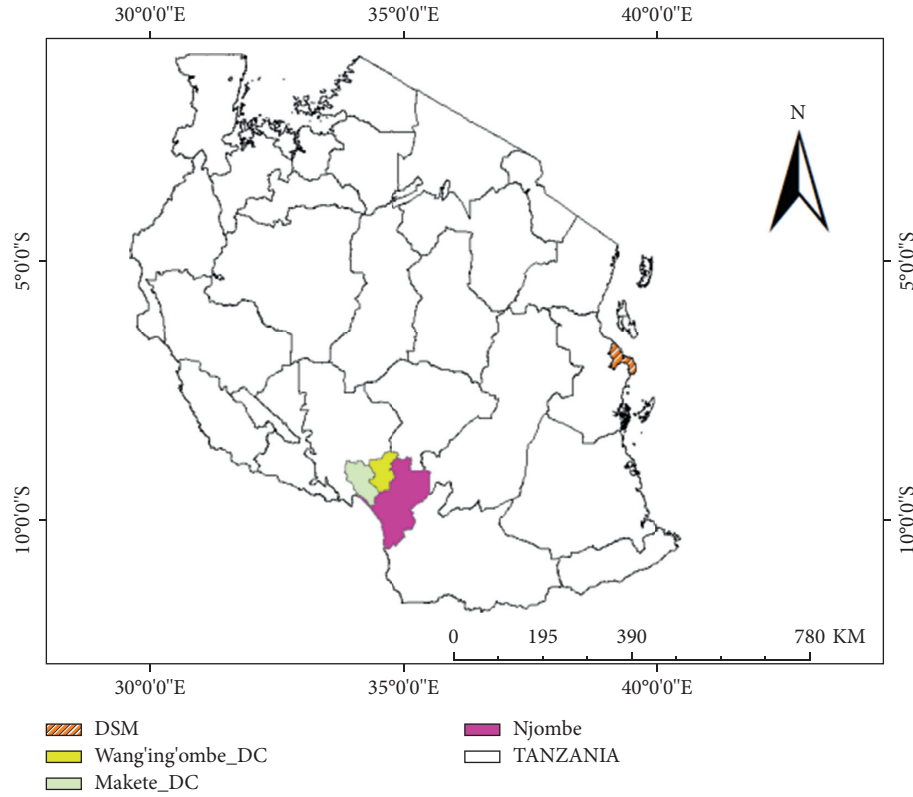 30°0'0"E 35°0'0"E 40°0'0"E
N
5°0'0"S 5°0'0"S
10°0'0"S 10°0'0"S
0 195 390 780 KM
30°0'0"E 35°0'0"E 40°0'0"E
DSM
Wang'ing'ombe_DC
Makete_DC
Njombe
TANZANIA